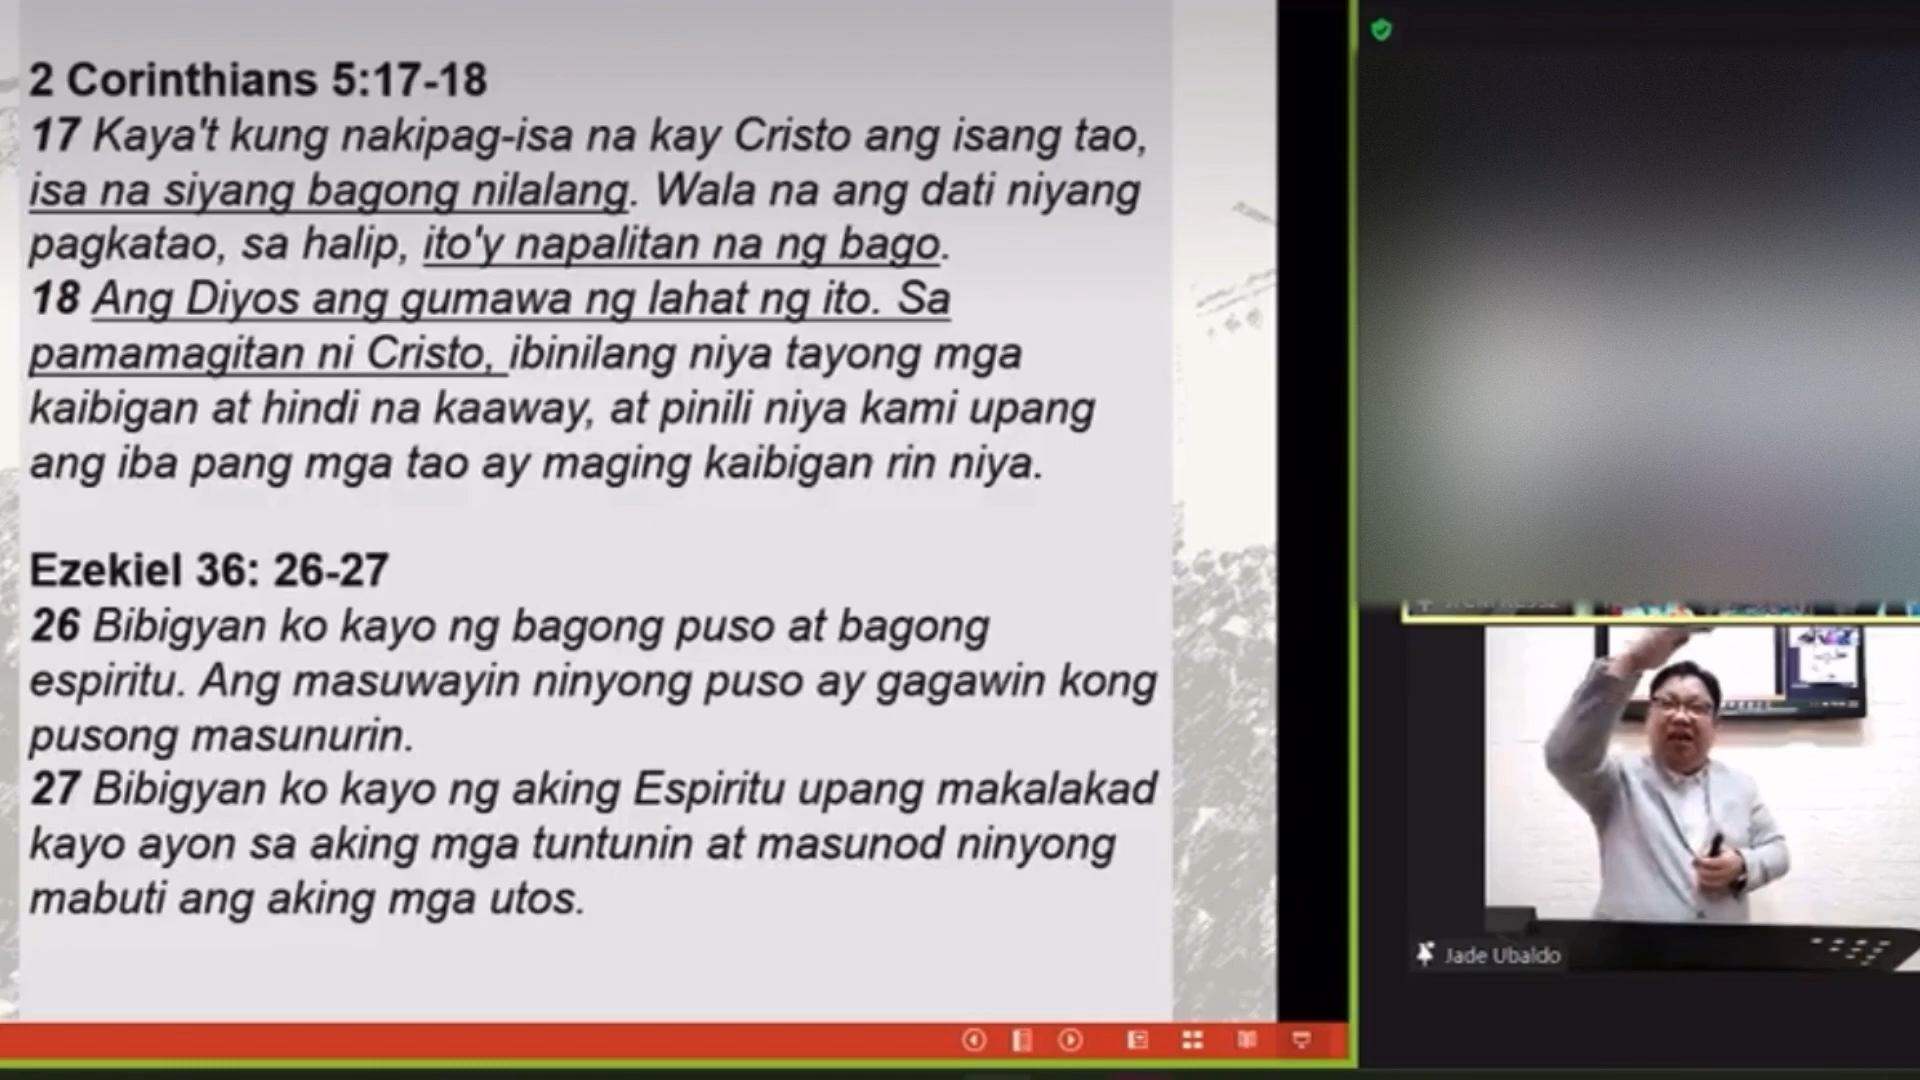 2 Corinthians 5:17-18
17 Kaya't kung nakipag-isa na kay Cristo ang isang tao,
isa na siyang bagong nilalang. Wala na ang dati niyang
pagkatao, sa halip, ito'y napalitan na ng bago.
18 Ang Diyos ang gumawa ng lahat ng ito. Sa
pamamagitan ni Cristo, ibinilang niya tayong mga
kaibigan at hindi na kaaway, at pinili niya kami upang
ang iba pang mga tao ay maging kaibigan rin niya.
Ezekiel 36: 26-27
26 Bibigyan ko kayo ng bagong puso at bagong
espiritu. Ang masuwayin ninyong puso ay gagawin kong
pusong masunurin.
27 Bibigyan ko kayo ng aking Espiritu upang makalakad
kayo ayon sa aking mga tuntunin at masunod ninyong
mabuti ang aking mga utos.
Jade Ubaldo